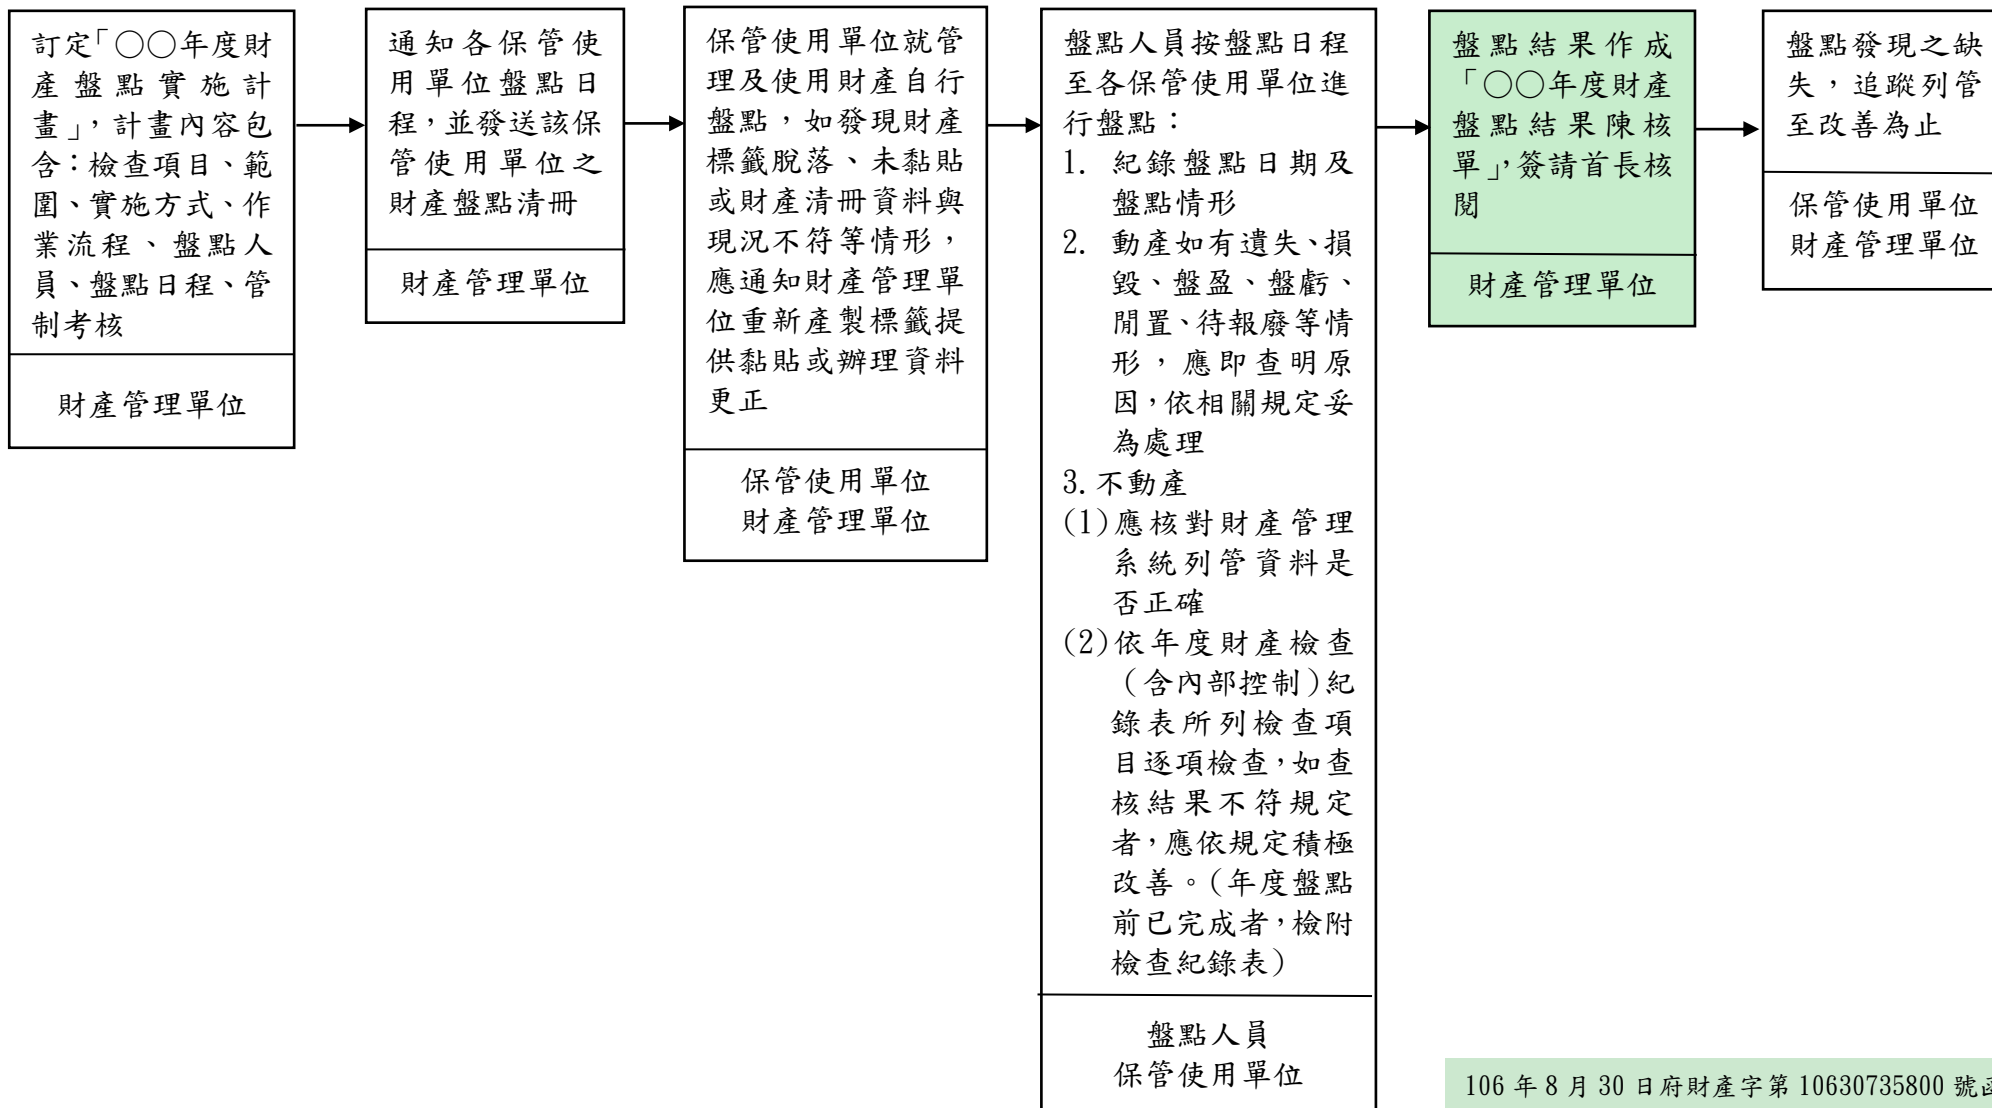 訂定「○○年度財
產盤點實施計
畫」，計畫內容包
含：檢查項目、範
圍、實施方式、作
業流程、盤點人
員、盤點日程、管
制考核
財產管理單位
通知各保管使
用單位盤點日
程，並發送該保
管使用單位之
財產盤點清冊
財產管理單位
保管使用單位就管
理及使用財產自行
盤點，如發現財產
標籤脫落、未黏貼
或財產清冊資料與
現況不符等情形，
應通知財產管理單
位重新產製標籤提
供黏貼或辦理資料
更正
保管使用單位
財產管理單位
盤點人員按盤點日程
至各保管使用單位進
行盤點：
1. 紀錄盤點日期及
盤點情形
2. 動產如有遺失、損
毀、盤盈、盤虧、
閒置、待報廢等情
形，應即查明原
因，依相關規定妥
為處理
3.不動產
(1)應核對財產管理
系統列管資料是
否正確
(2)依年度財產檢查
（含內部控制）紀
錄表所列檢查項
目逐項檢查，如查
核結果不符規定
者，應依規定積極
改善。（年度盤點
前已完成者，檢附
檢查紀錄表）
盤點人員
保管使用單位
盤點結果作成
「○○年度財產
盤點結果陳核
單」，簽請首長核
閱
財產管理單位
盤點發現之缺
失，追蹤列管
至改善為止
保管使用單位
財產管理單位
106 年 8 月 30 日府財產字第 10630735800 號函